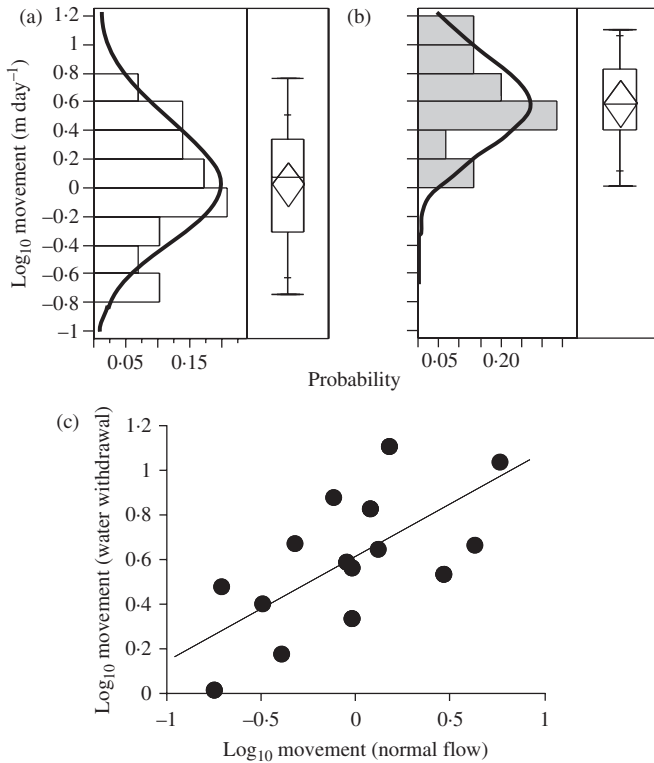 (a)
(b)
Log10 movement (m day−1)
1·2
1
0·8
0·6
0·4
0·2
0
−0·2
−0·4
−0·6
−0·8
−1
0·05 0·15
0·05 0·20
Probability
(c)
Log10 movement (water withdrawal)
1·2
1
0·8
0·6
0·4
0·2
0
−1 −0·5 0 0·5 1
Log10 movement (normal flow)